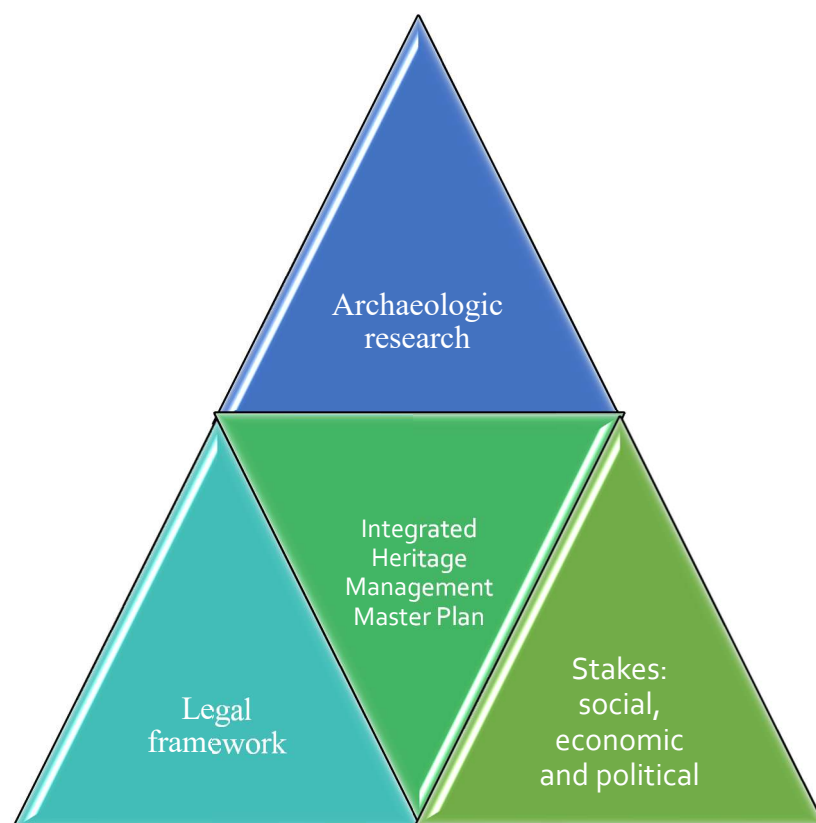 Archaeologic
research
Integrated
Heritage
Management
Master Plan
Legal
framework
Stakes:
social,
economic
and political